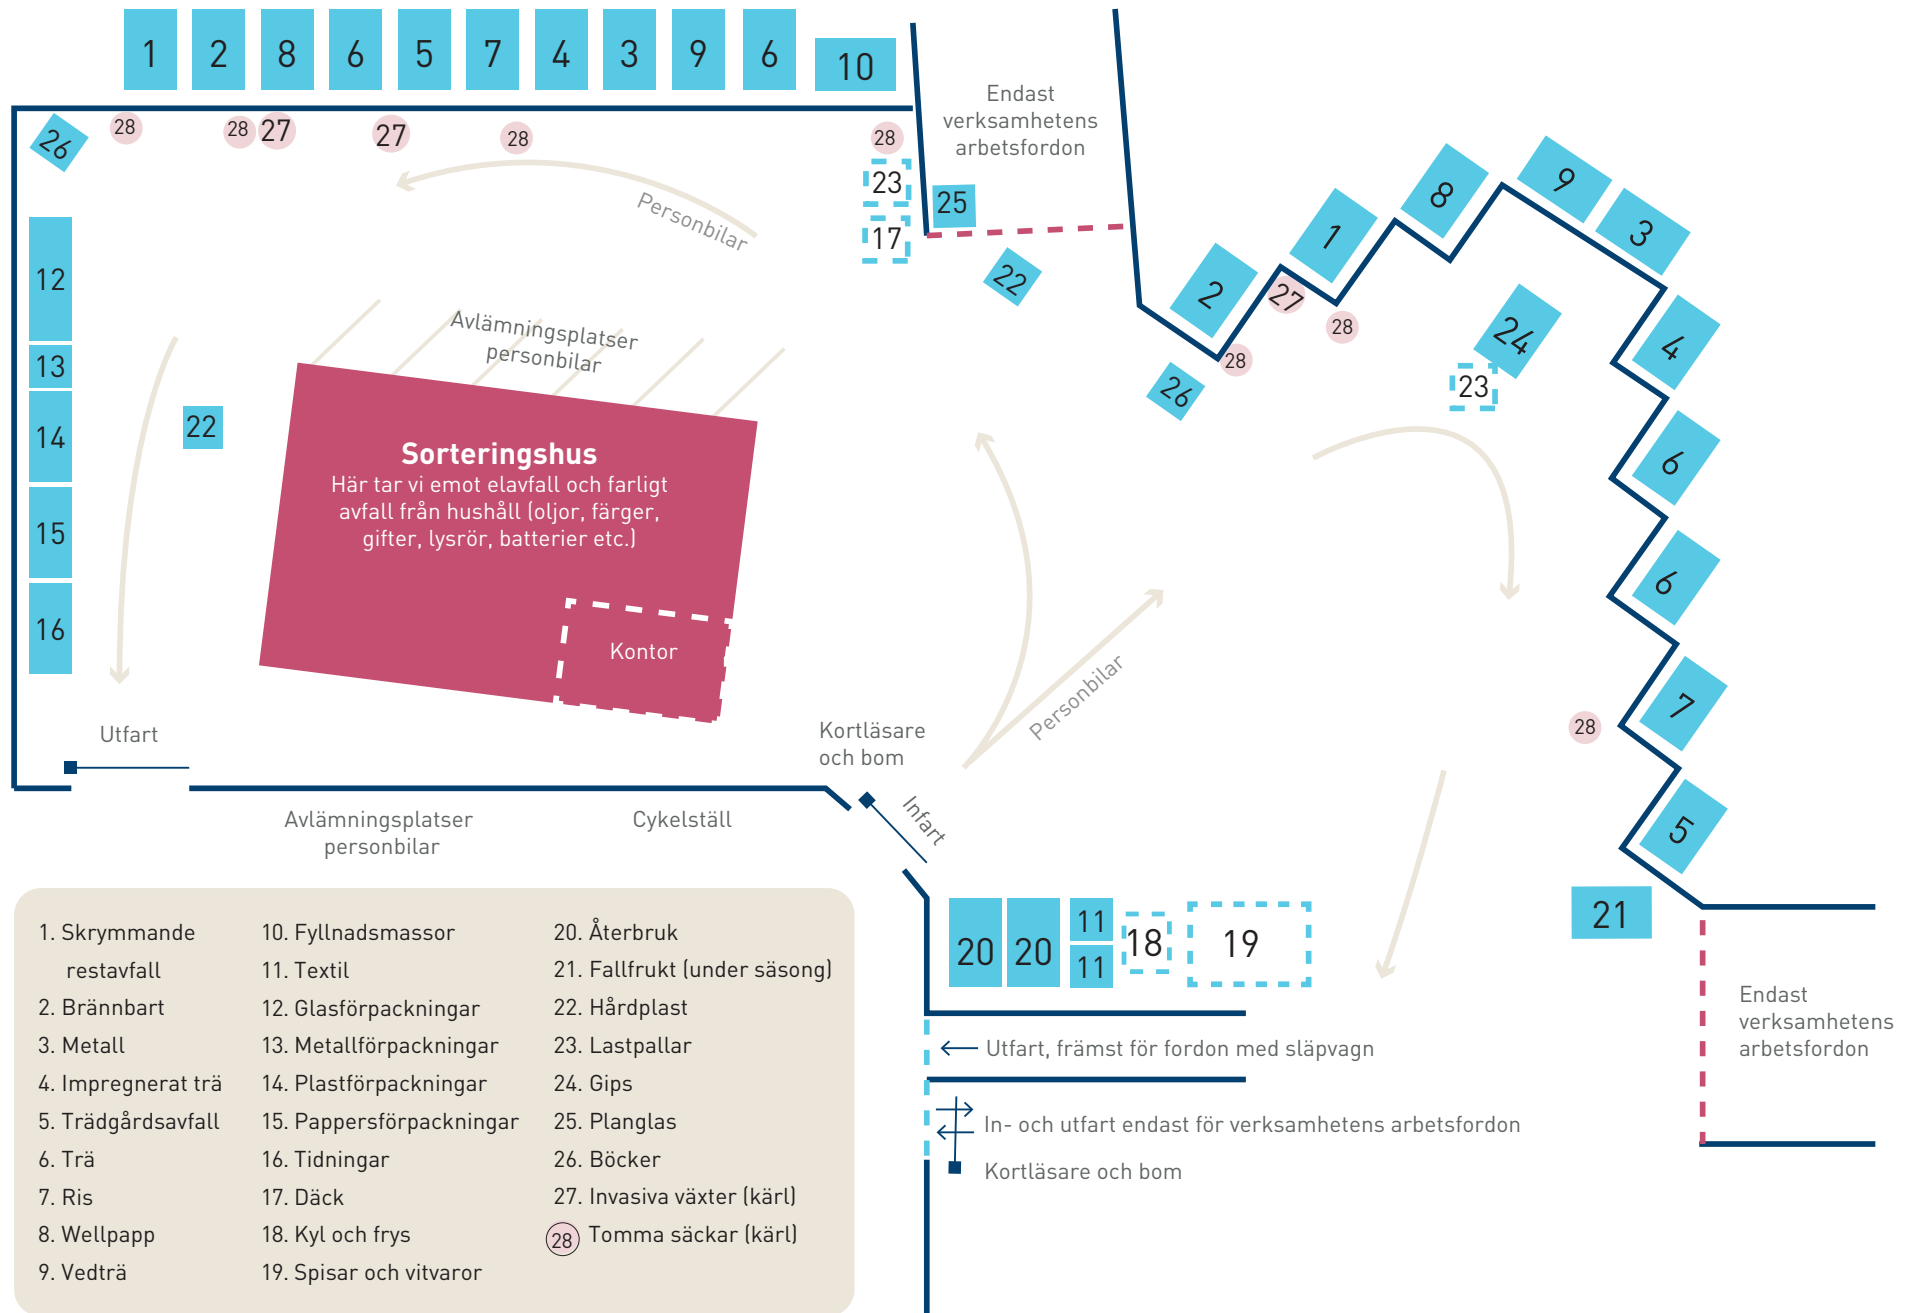 1 2 8 6 5 7 4 3 9 6 10
Endast
verksamhetens
arbetsfordon
26 28 28 27 27 28 28
23
25
17
22
Personbilar
2 1 8 9 3
27
28
28
26
24
23
4
6
6
7
28
5
21
12
13
14
15
16
22
Avlämningsplatser
personbilar
Sorteringshus
Här tar vi emot elavfall och farligt
avfall från hushåll (oljor, färger,
gifter, lysrör, batterier etc.)
Kontor
Personbilar
Utfart
Kortläsare
och bom
Infart
Avlämningsplatser
personbilar
Cykelställ
20 20 11 11 18 19
Utfart, främst för fordon med släpvagn
In- och utfart endast för verksamhetens arbetsfordon
Kortläsare och bom
Endast
verksamhetens
arbetsfordon
1. Skrymmande
restavfall
2. Brännbart
3. Metall
4. Impregnerat trä
5. Trädgårdsavfall
6. Trä
7. Ris
8. Wellpapp
9. Vedträ
10. Fyllnadsmassor
11. Textil
12. Glasförpackningar
13. Metallförpackningar
14. Plastförpackningar
15. Pappersförpackningar
16. Tidningar
17. Däck
18. Kyl och frys
19. Spisar och vitvaror
20. Återbruk
21. Fallfrukt (under säsong)
22. Hårdplast
23. Lastpallar
24. Gips
25. Planglas
26. Böcker
27. Invasiva växter (kärl)
28 Tomma säckar (kärl)